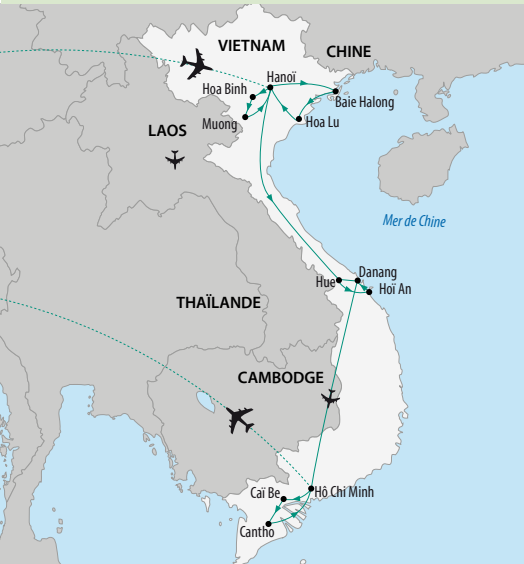 VIETNAM
CHINE
Hanoï
Hoa Binh
Baie Halong
Muong
Hoa Lu
LAOS
Mer de Chine
Danang
Hue
Hoï An
THAÏLANDE
CAMBODGE
Caï Be
Hô Chi Minh
Cantho